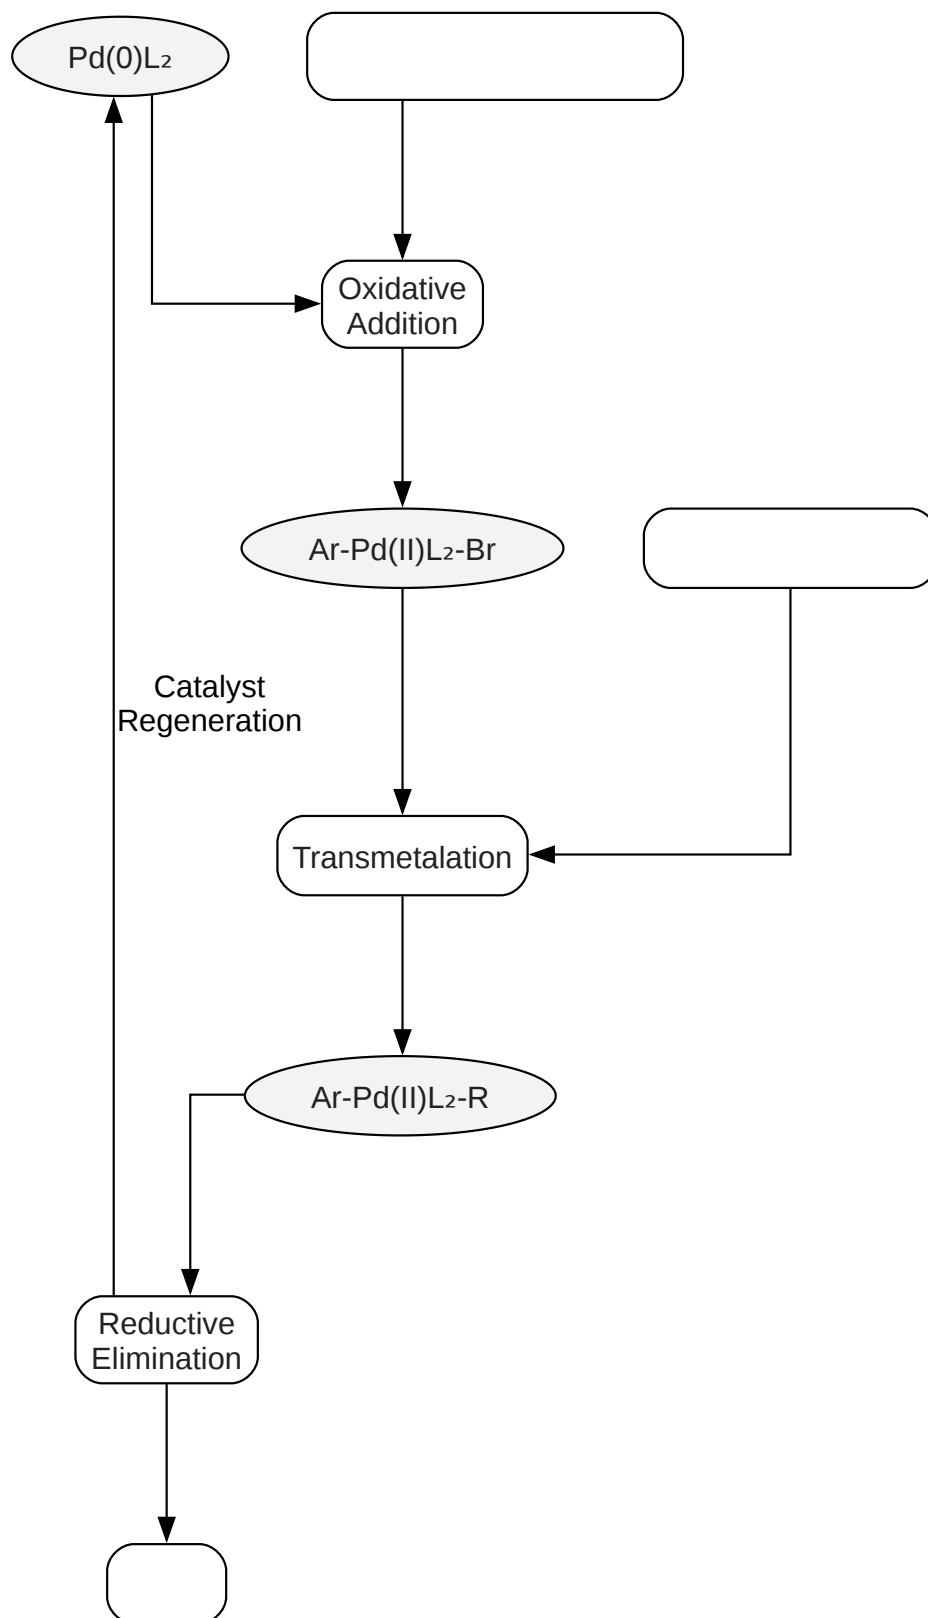 Pd(0)L₂
Oxidative
Addition
Ar-Pd(II)L₂-Br
Catalyst
Regeneration
Transmetalation
Ar-Pd(II)L₂-R
Reductive
Elimination